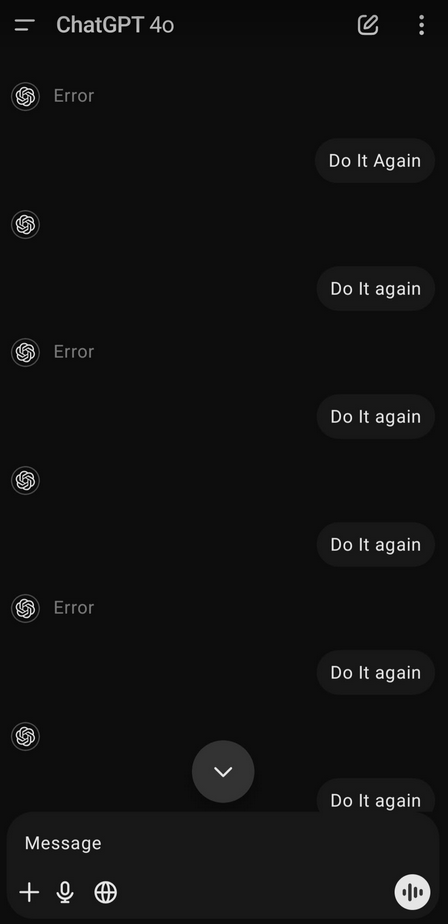 ChatGPT 4o
Error
Do It Again
Do It again
Error
Do It again
Do It again
Error
Do It again
Do It again
Message